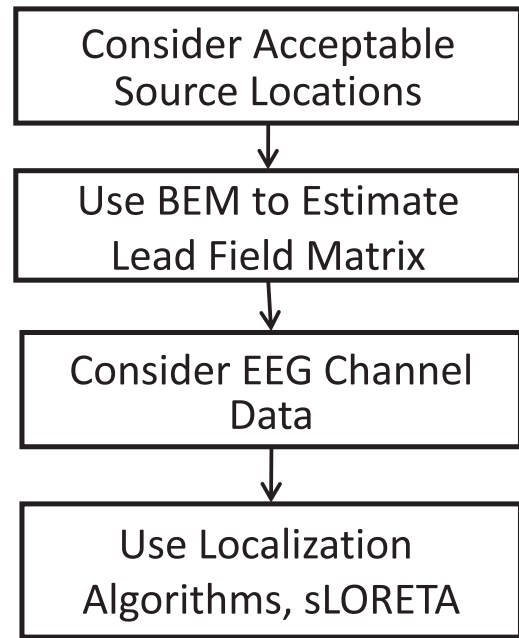 Consider Acceptable
Source Locations
Use BEM to Estimate
Lead Field Matrix
Consider EEG Channel
Data
Use Localization
Algorithms, sLORETA